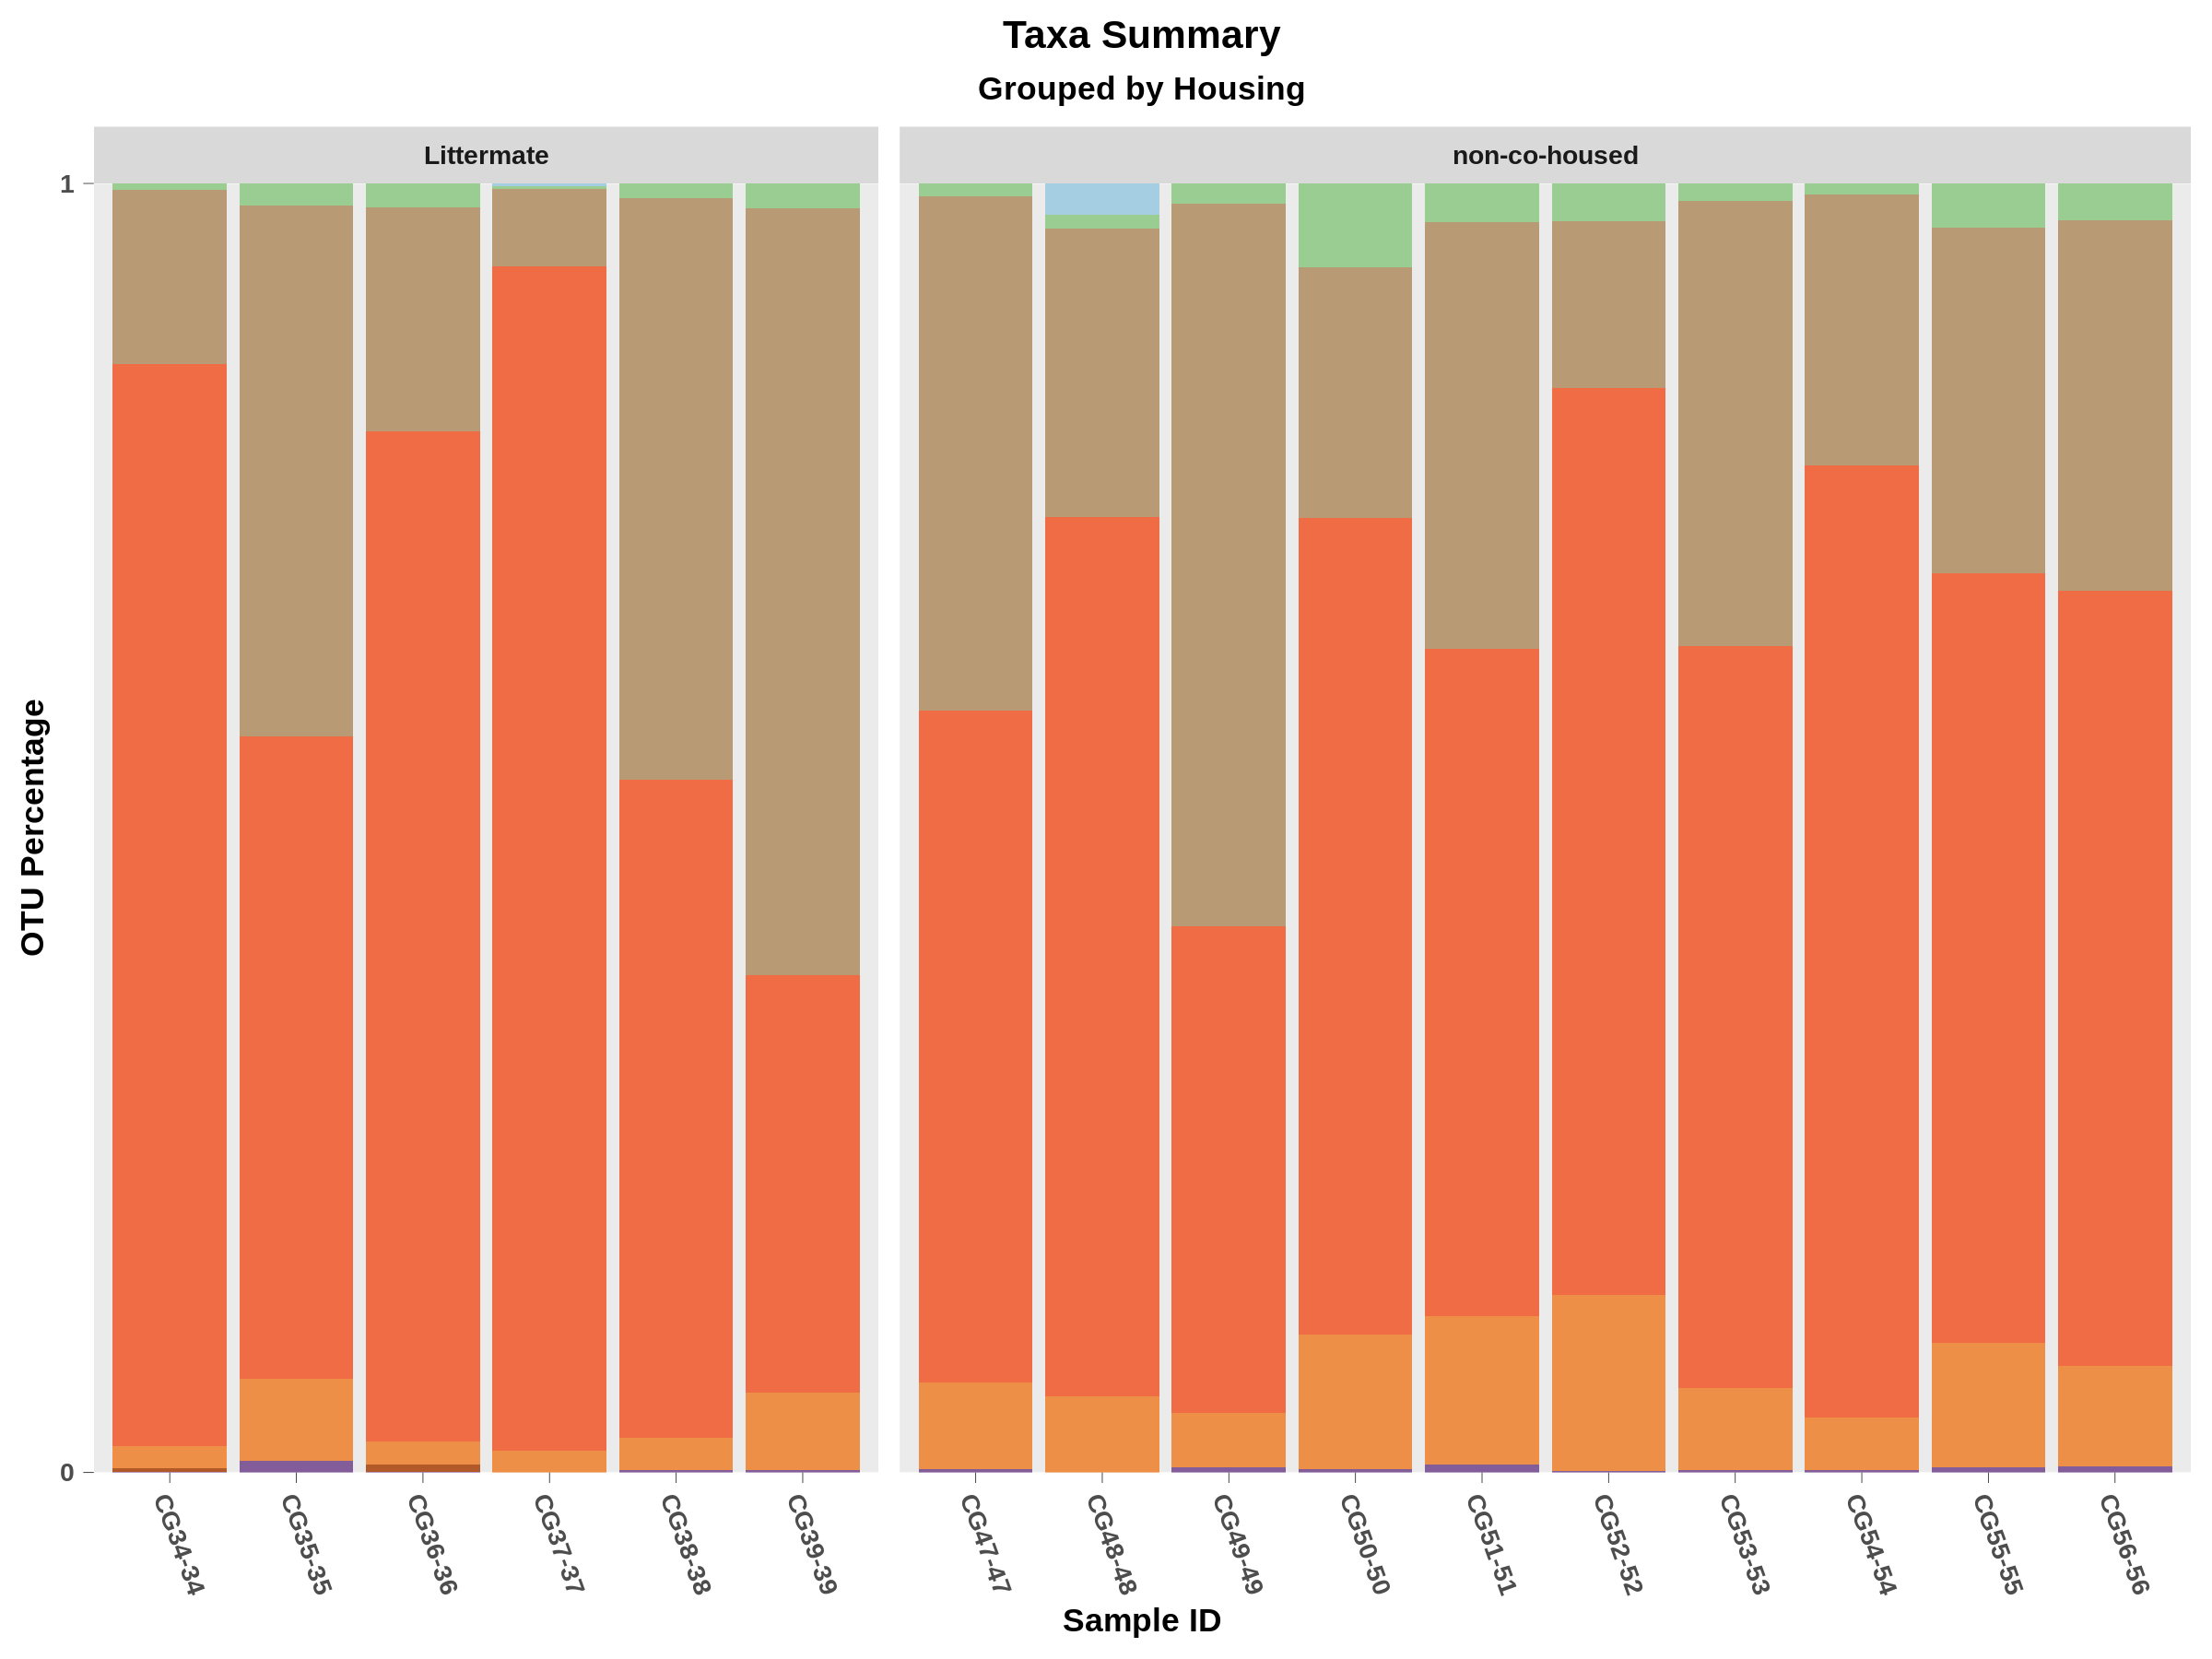 Taxa Summary
Grouped by Housing
Littermate
non-co-housed
1
0
OTU Percentage
CG34-34
CG35-35
CG36-36
CG37-37
CG38-38
CG39-39
CG47-47
CG48-48
CG49-49
CG50-50
CG51-51
CG52-52
CG53-53
CG54-54
CG55-55
CG56-56
Sample ID